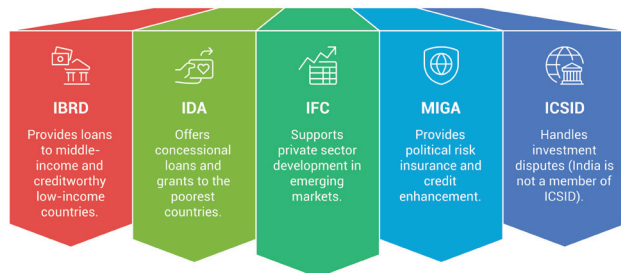 IBRD
Provides loans
to middle-
income and
creditworthy
low-income
countries.
IDA
Offers
concessional
loans and
grants to the
poorest
countries.
IFC
Supports
private sector
development in
emerging
markets.
MIGA
Provides
political risk
insurance and
credit
enhancement.
ICSID
Handles
investment
disputes (India is
not a member of
ICSID).